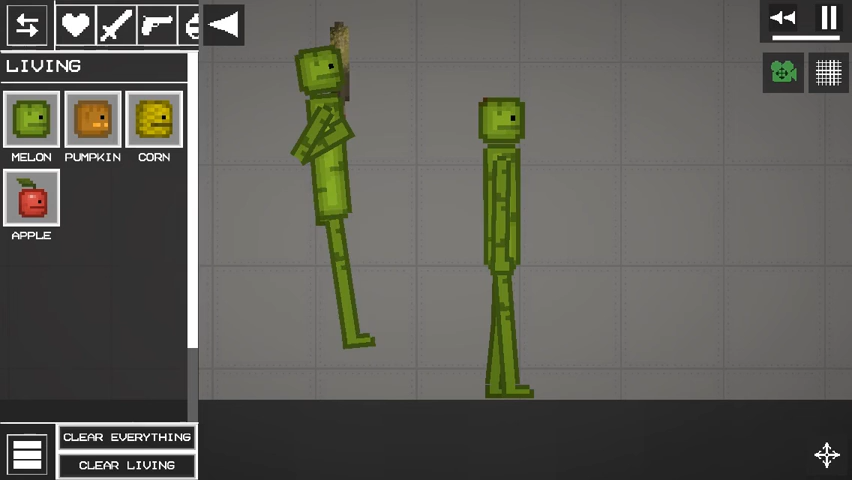 LIVING
MELON
PUMPKIN
CORN
APPLE
CLEAR EVERYTHING
CLEAR LIVING